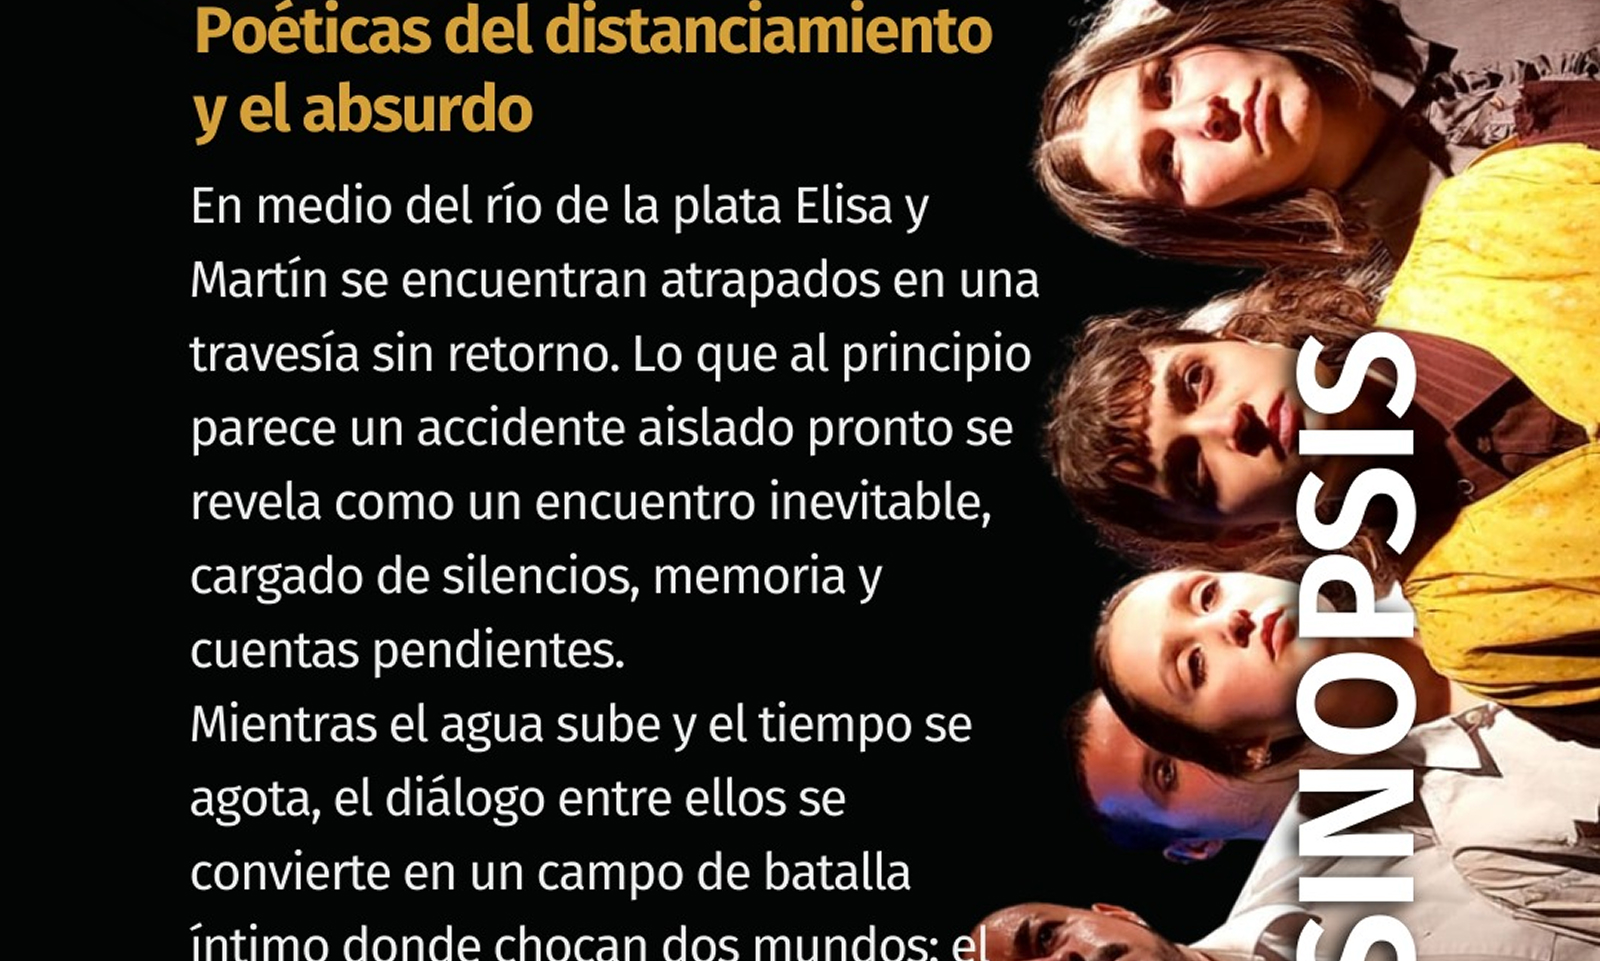 Poéticas del distanciamiento
y el absurdo
En medio del río de la plata Elisa y
Martín se encuentran atrapados en una
travesía sin retorno. Lo que al principio
parece un accidente aislado pronto se
revela como un encuentro inevitable,
cargado de silencios, memoria y
cuentas pendientes.
Mientras el agua sube y el tiempo se
agota, el diálogo entre ellos se
convierte en un campo de batalla
íntimo donde chocan dos mundos: el
SINOPSIS